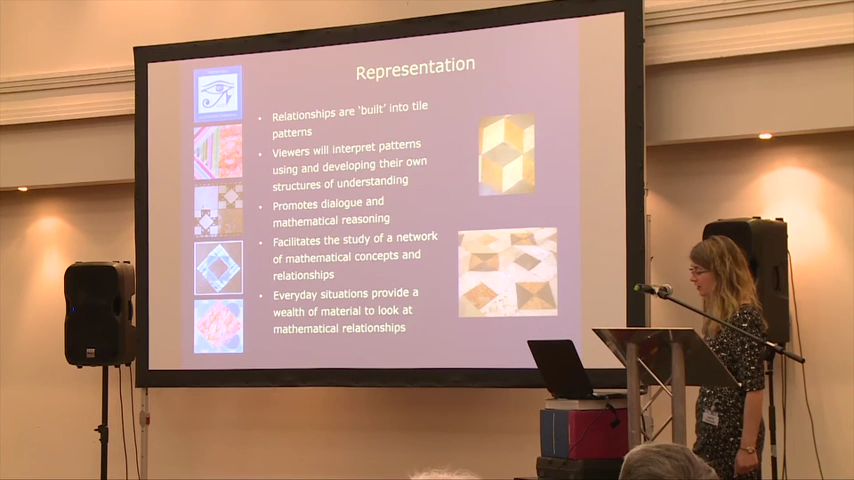 Representation
• Relationships are ‘built’ into tile
patterns
• Viewers will interpret patterns
using and developing their own
structures of understanding
• Promotes dialogue and
mathematical reasoning
• Facilitates the study of a network
of mathematical concepts and
relationships
• Everyday situations provide a
wealth of material to look at
mathematical relationships